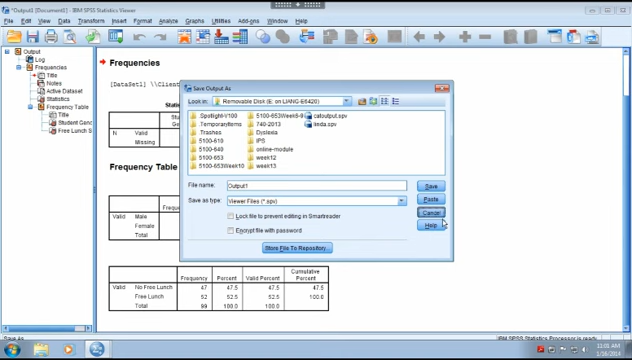 *Output1 [Document1] - IBM SPSS Statistics Viewer
File Edit View Data Transform Insert Format Analyze Graphs Utilities Add-ons Window Help
Output
Log
Frequencies
Title
Notes
Active Dataset
Statistics
Frequency Table
Title
Student Gend
Free Lunch S
Frequencies
[DataSet1] \\Client
N Valid
Missing
Frequency Table
Valid Male
Female
Total
Save Output As
Look in: Removable Disk (E: on LIANG-E6420)
.Spotlight-V100
.TemporaryItems
.Trashes
5100-610
5100-640
5100-653
5100-653Week10
740-2013
Dyslexia
IPS
online-module
week12
week13
catoutput.spv
linda.spv
File name: Output1
Save as type: Viewer Files (*.spv)
Lock file to prevent editing in Smartreader
Encrypt file with password
Store File To Repository...
Save
Paste
Cancel
Help
Frequency Percent Valid Percent Cumulative Percent
Valid No Free Lunch 47 47.5 47.5 47.5
Free Lunch 52 52.5 52.5 100.0
Total 99 100.0 100.0
Save As
IBM SPSS Statistics Processor is ready
11:01 AM